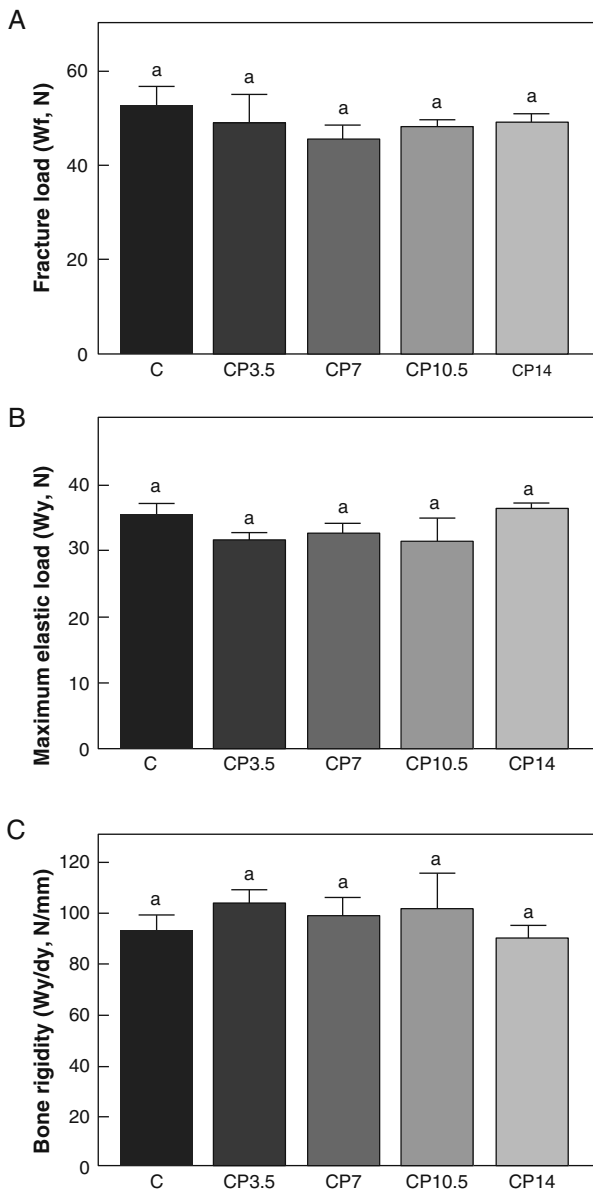 A
Fracture load (Wf, N)
60
40
20
0
a a a a a
C CP3.5 CP7 CP10.5 CP14
B
Maximum elastic load (Wy, N)
40
30
20
10
0
a a a a a
C CP3.5 CP7 CP10.5 CP14
C
Bone rigidity (Wy/dy, N/mm)
120
100
80
60
40
20
0
a a a a a
C CP3.5 CP7 CP10.5 CP14